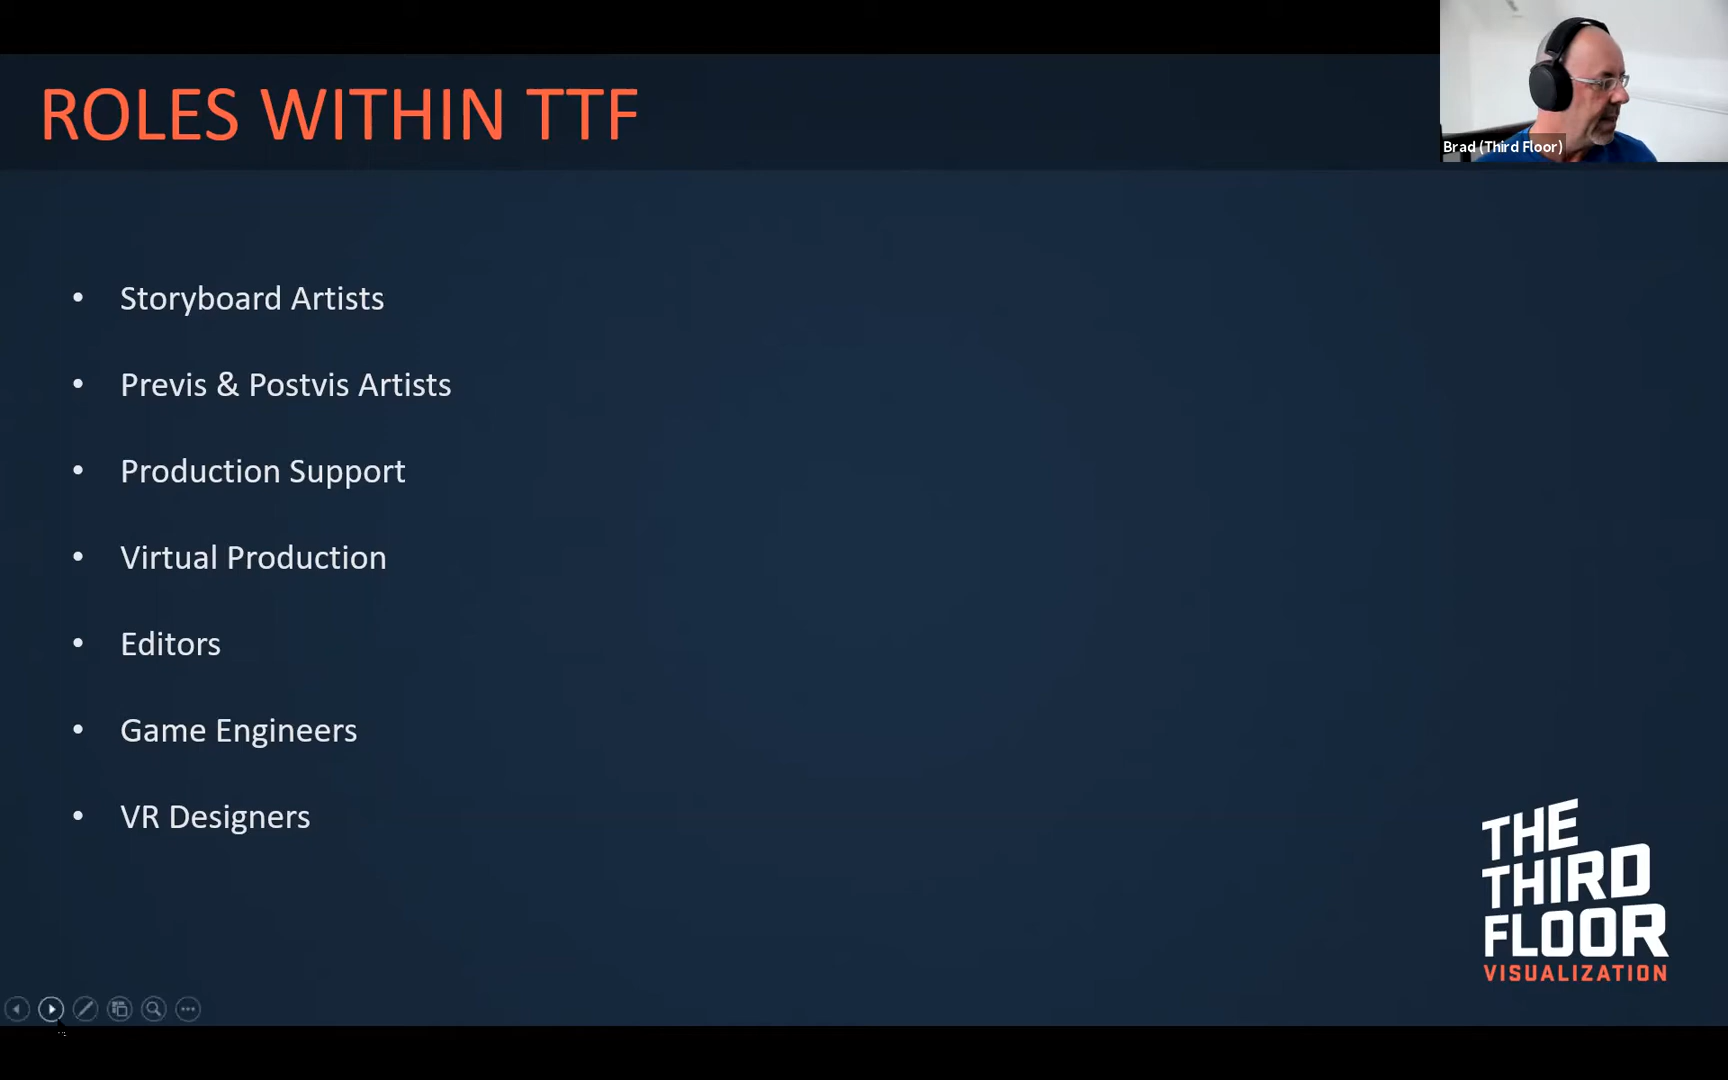 ROLES WITHIN TTF
Brad (Third Floor)
• Storyboard Artists
• Previs & Postvis Artists
• Production Support
• Virtual Production
• Editors
• Game Engineers
• VR Designers
THE
THIRD
FLOOR
VISUALIZATION